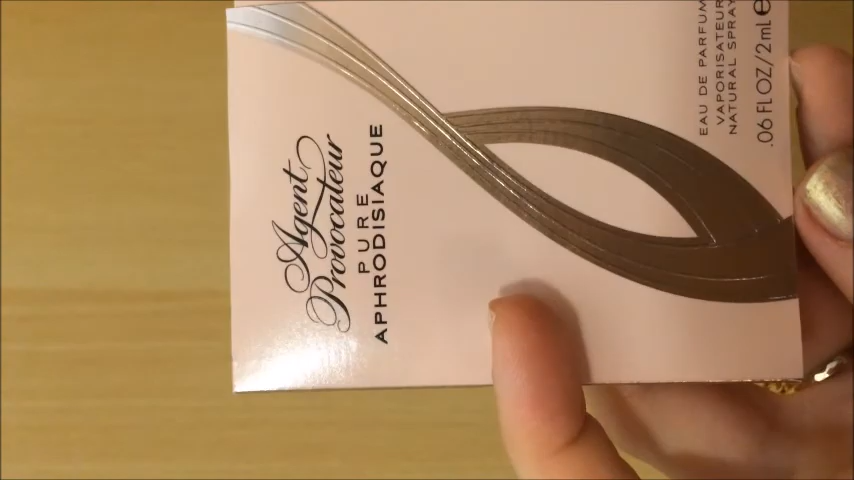 Agent
Provocateur
PURE
APHRODISIAQUE
EAU DE PARFUM
VAPORISATEUR
NATURAL SPRAY
.06 FL OZ/2 mL e